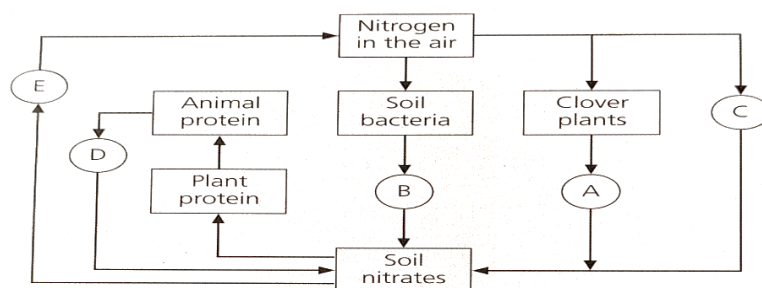 Nitrogen
in the air
E
Animal
protein
Soil
bacteria
Clover
plants
C
D
Plant
protein
B
A
Soil
nitrates